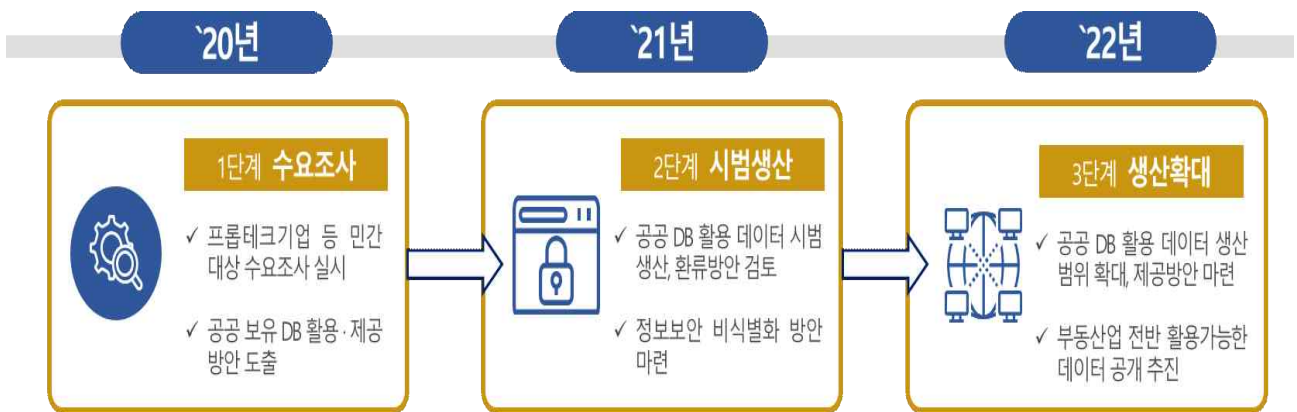 `20년
`21년
`22년
1단계 수요조사
✓ 프롭테크기업 등 민간
대상 수요조사 실시
✓ 공공 보유 DB 활용·제공
방안 도출
2단계 시범생산
✓ 공공 DB 활용 데이터 시범
생산, 환류방안 검토
✓ 정보보안 비식별화 방안
마련
3단계 생산확대
✓ 공공 DB 활용 데이터 생산
범위 확대, 제공방안 마련
✓ 부동산업 전반 활용가능한
데이터 공개 추진